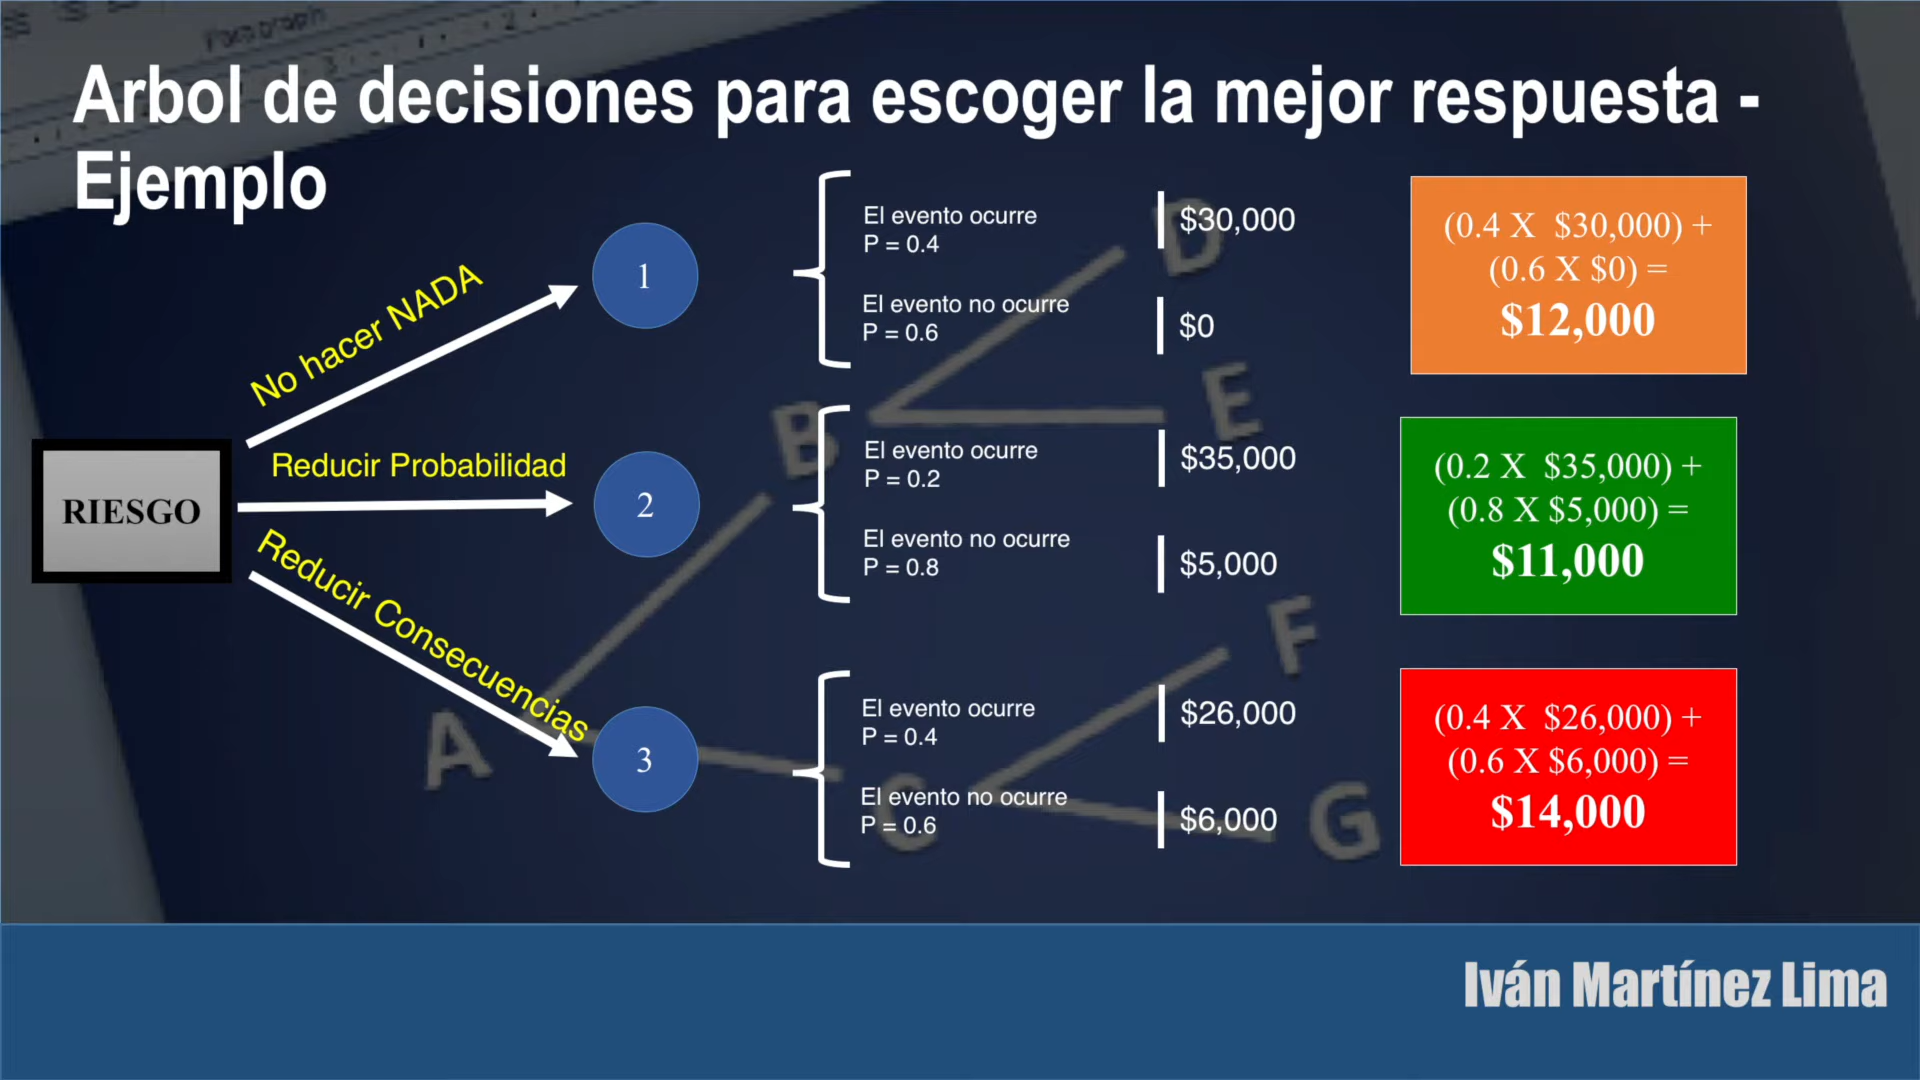 Paragraph
Arbol de decisiones para escoger la mejor respuesta -
Ejemplo
RIESGO
No hacer NADA
1
El evento ocurre
P = 0.4
$30,000
El evento no ocurre
P = 0.6
$0
(0.4 X $30,000) +
(0.6 X $0) =
$12,000
Reducir Probabilidad
2
El evento ocurre
P = 0.2
$35,000
El evento no ocurre
P = 0.8
$5,000
(0.2 X $35,000) +
(0.8 X $5,000) =
$11,000
Reducir Consecuencias
3
El evento ocurre
P = 0.4
$26,000
El evento no ocurre
P = 0.6
$6,000
(0.4 X $26,000) +
(0.6 X $6,000) =
$14,000
A
B
C
D
E
F
G
Iván Martínez Lima